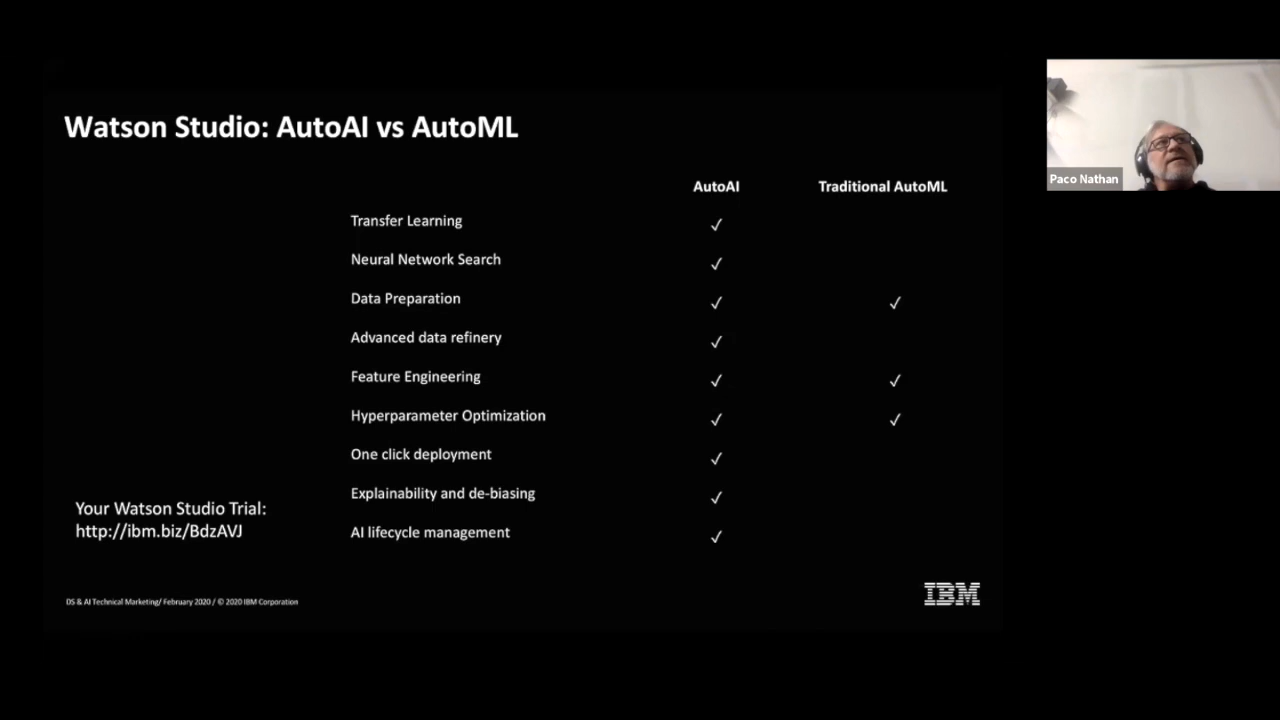 Watson Studio: AutoAI vs AutoML
AutoAI Traditional AutoML
Transfer Learning ✓
Neural Network Search ✓
Data Preparation ✓ ✓
Advanced data refinery ✓
Feature Engineering ✓ ✓
Hyperparameter Optimization ✓ ✓
One click deployment ✓
Explainability and de-biasing ✓
AI lifecycle management ✓
Your Watson Studio Trial:
http://ibm.biz/BdzAVJ
DS & AI Technical Marketing/ February 2020 / © 2020 IBM Corporation
IBM
Paco Nathan